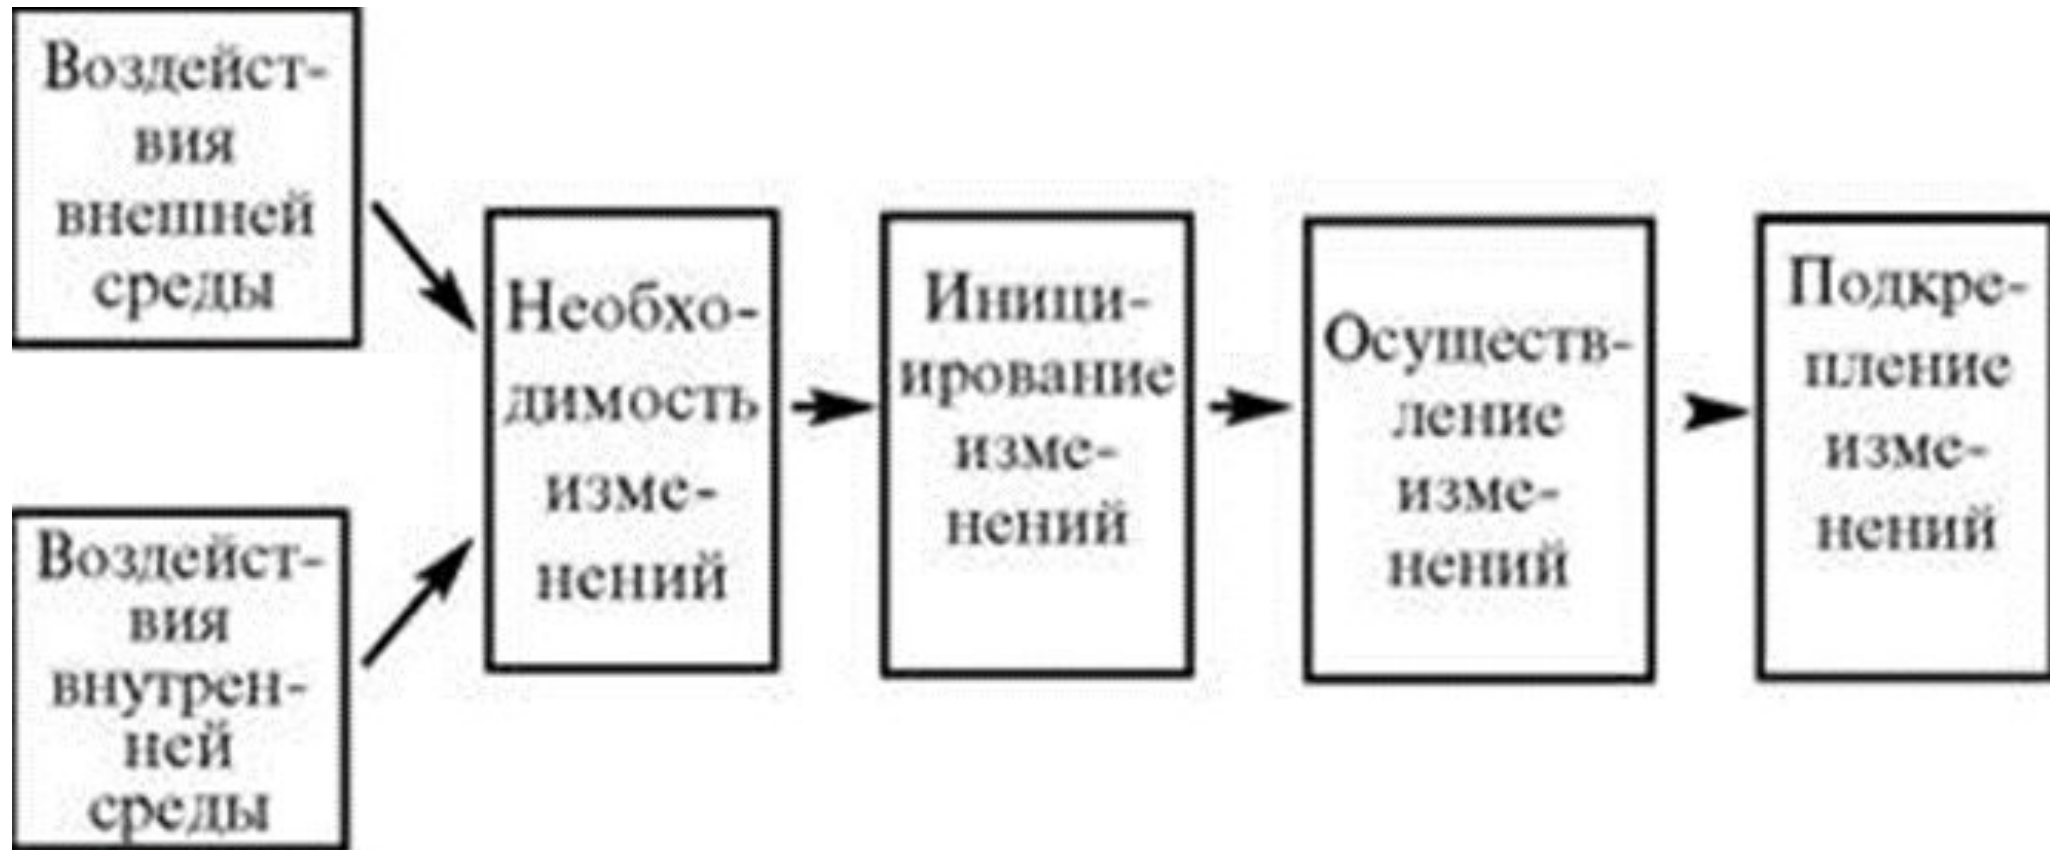 Воздейст-
вия
внешней
среды
Воздейст-
вия
внутрен-
ней
среды
Необхо-
димость
изме-
нений
Иници-
ирование
изме-
нений
Осуществ-
ление
изме-
нений
Подкре-
пление
изме-
нений